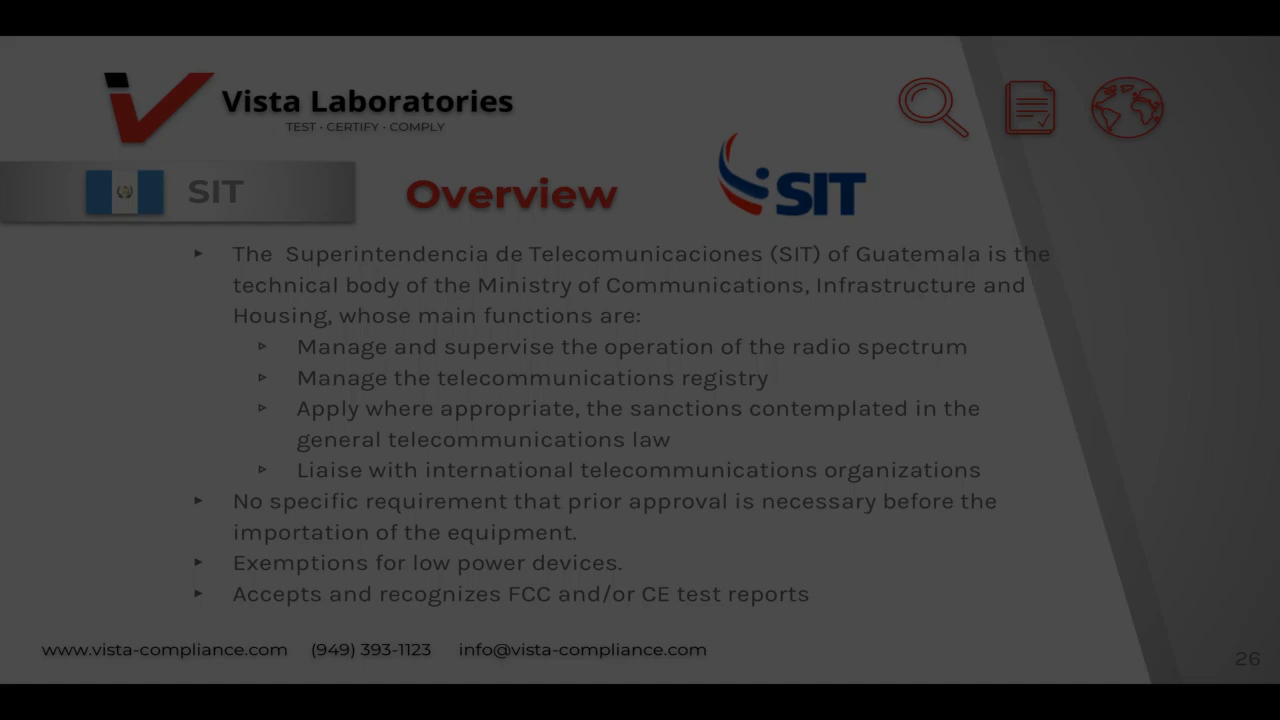 Vista Laboratories
TEST · CERTIFY · COMPLY
SIT
Overview
SIT
The Superintendencia de Telecomunicaciones (SIT) of Guatemala is the
technical body of the Ministry of Communications, Infrastructure and
Housing, whose main functions are:
Manage and supervise the operation of the radio spectrum
Manage the telecommunications registry
Apply where appropriate, the sanctions contemplated in the
general telecommunications law
Liaise with international telecommunications organizations
No specific requirement that prior approval is necessary before the
importation of the equipment.
Exemptions for low power devices.
Accepts and recognizes FCC and/or CE test reports
www.vista-compliance.com (949) 393-1123 info@vista-compliance.com
26